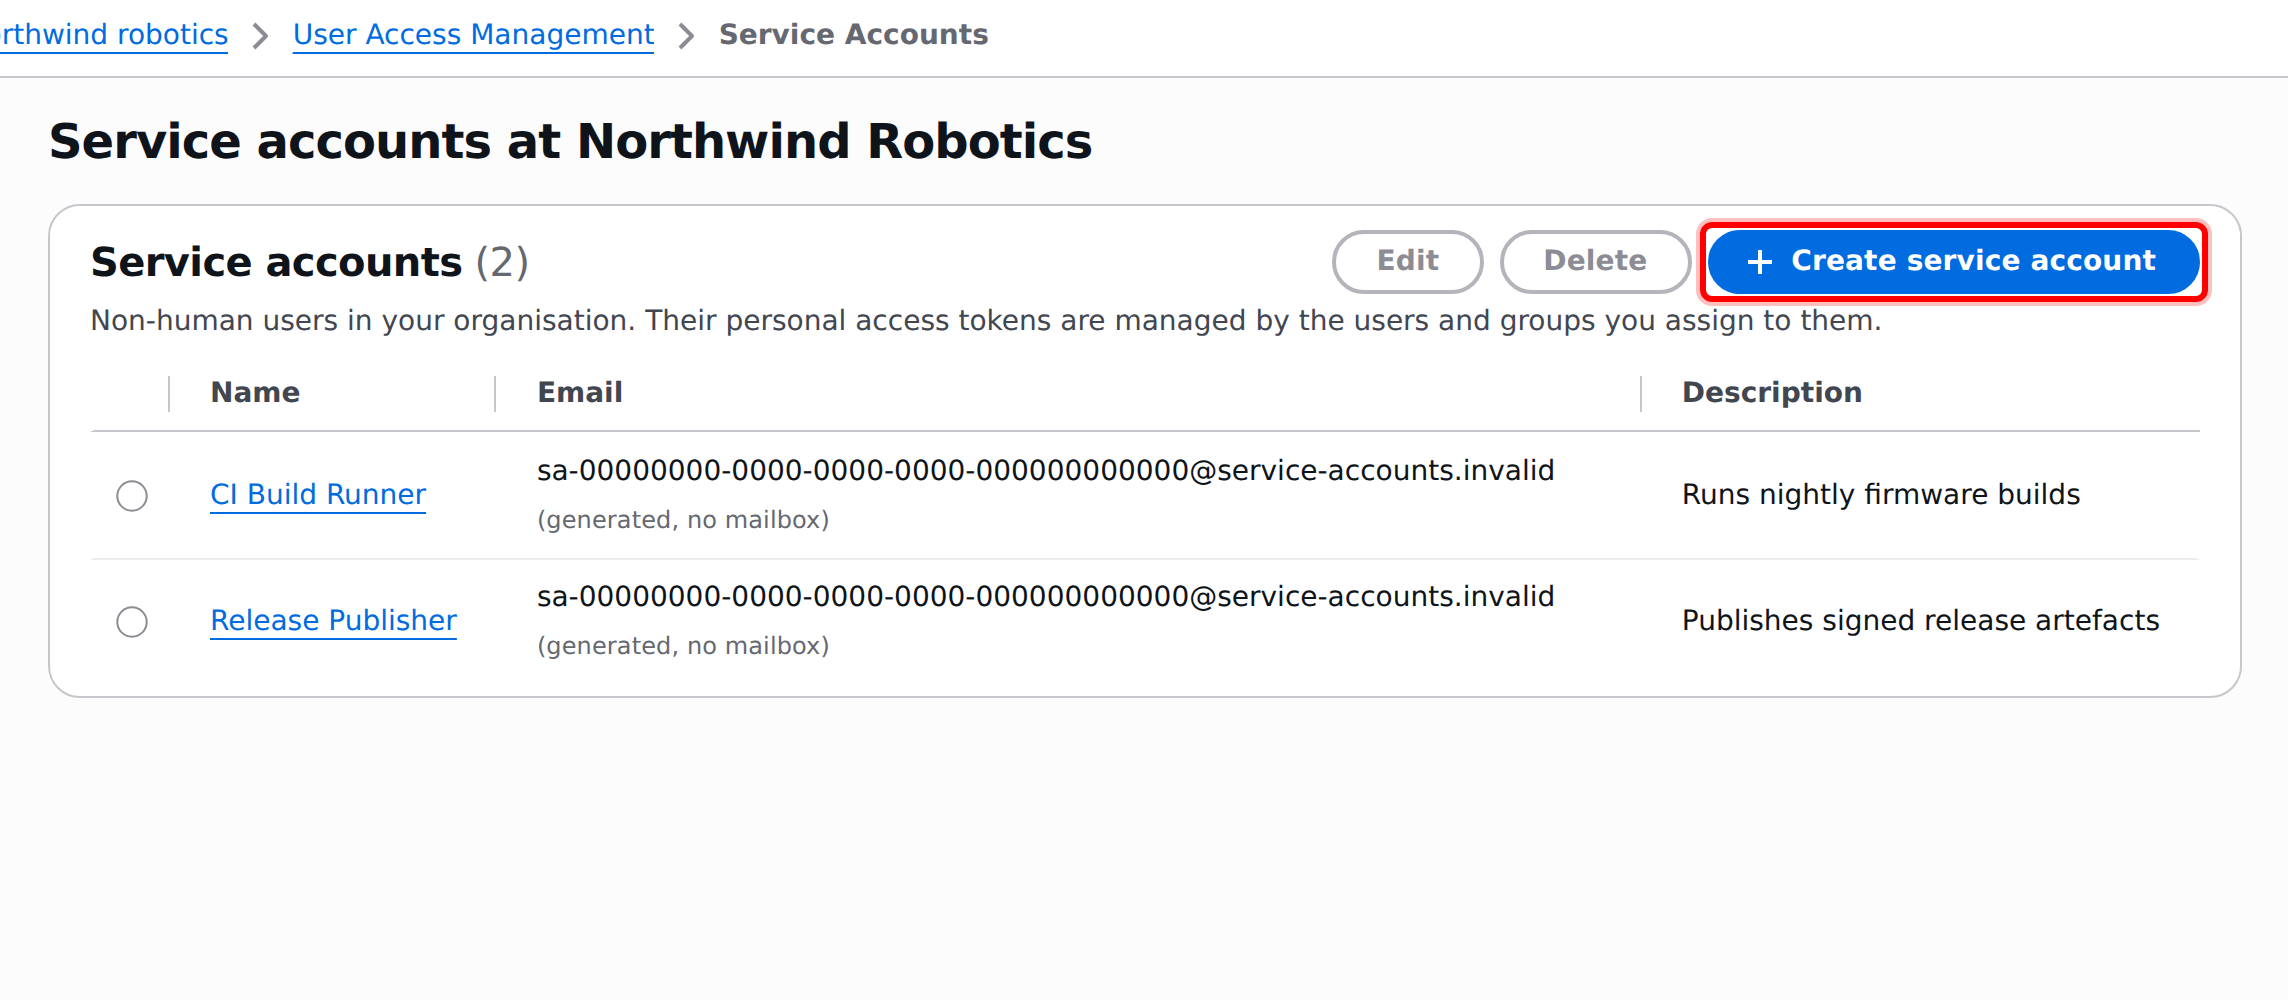 rthwind robotics > User Access Management > Service Accounts
Service accounts at Northwind Robotics
Service accounts (2)
Edit
Delete
+ Create service account
Non-human users in your organisation. Their personal access tokens are managed by the users and groups you assign to them.
Name
Email
Description
CI Build Runner
sa-00000000-0000-0000-0000-000000000000@service-accounts.invalid
(generated, no mailbox)
Runs nightly firmware builds
Release Publisher
sa-00000000-0000-0000-0000-000000000000@service-accounts.invalid
(generated, no mailbox)
Publishes signed release artefacts